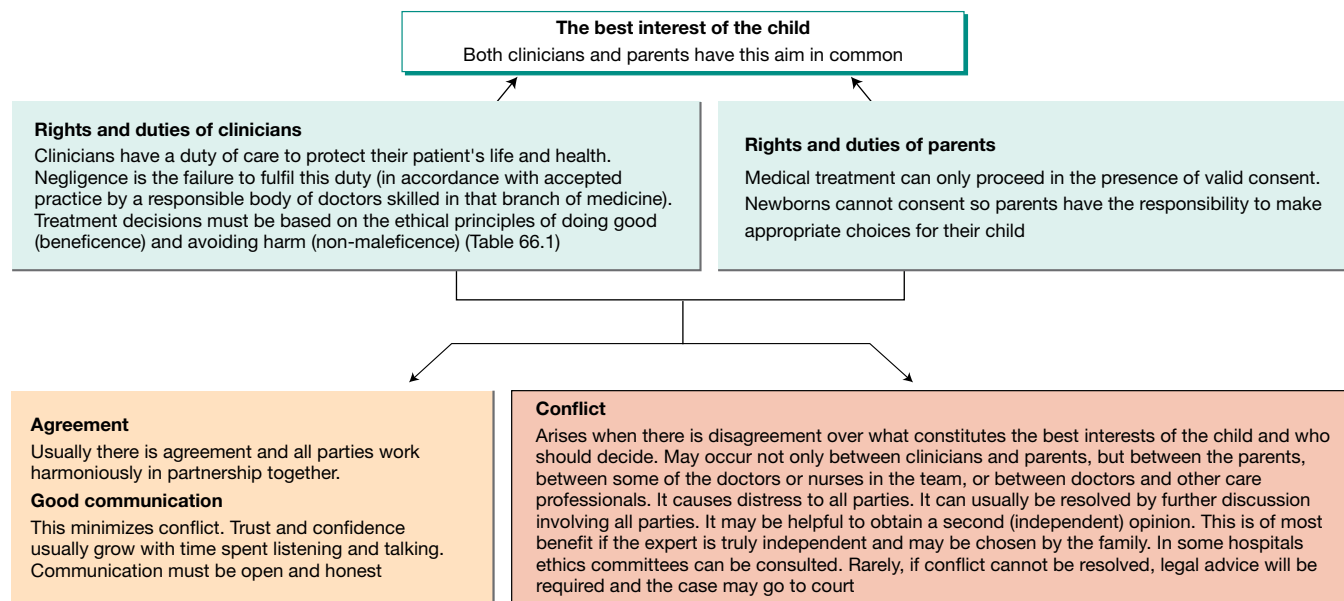 The best interest of the child
Both clinicians and parents have this aim in common
Rights and duties of clinicians
Clinicians have a duty of care to protect their patient's life and health.
Negligence is the failure to fulfil this duty (in accordance with accepted
practice by a responsible body of doctors skilled in that branch of medicine).
Treatment decisions must be based on the ethical principles of doing good
(beneficence) and avoiding harm (non-maleficence) (Table 66.1)
Rights and duties of parents
Medical treatment can only proceed in the presence of valid consent.
Newborns cannot consent so parents have the responsibility to make
appropriate choices for their child
Agreement
Usually there is agreement and all parties work
harmoniously in partnership together.
Good communication
This minimizes conflict. Trust and confidence
usually grow with time spent listening and talking.
Communication must be open and honest
Conflict
Arises when there is disagreement over what constitutes the best interests of the child and who
should decide. May occur not only between clinicians and parents, but between the parents,
between some of the doctors or nurses in the team, or between doctors and other care
professionals. It causes distress to all parties. It can usually be resolved by further discussion
involving all parties. It may be helpful to obtain a second (independent) opinion. This is of most
benefit if the expert is truly independent and may be chosen by the family. In some hospitals
ethics committees can be consulted. Rarely, if conflict cannot be resolved, legal advice will be
required and the case may go to court